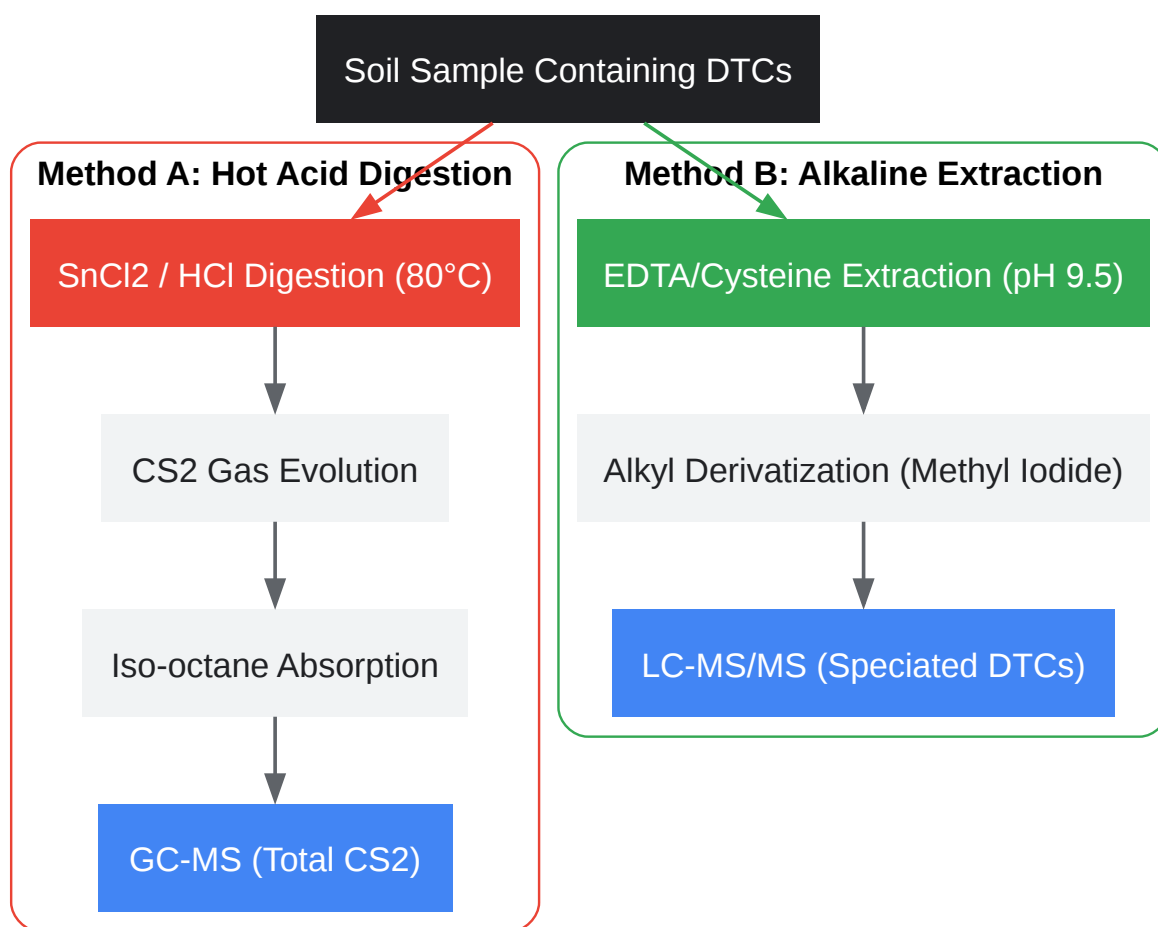 Soil Sample Containing DTCs
Method A: Hot Acid Digestion
SnCl2 / HCl Digestion (80°C)
CS2 Gas Evolution
Iso-octane Absorption
GC-MS (Total CS2)
Method B: Alkaline Extraction
EDTA/Cysteine Extraction (pH 9.5)
Alkyl Derivatization (Methyl Iodide)
LC-MS/MS (Speciated DTCs)